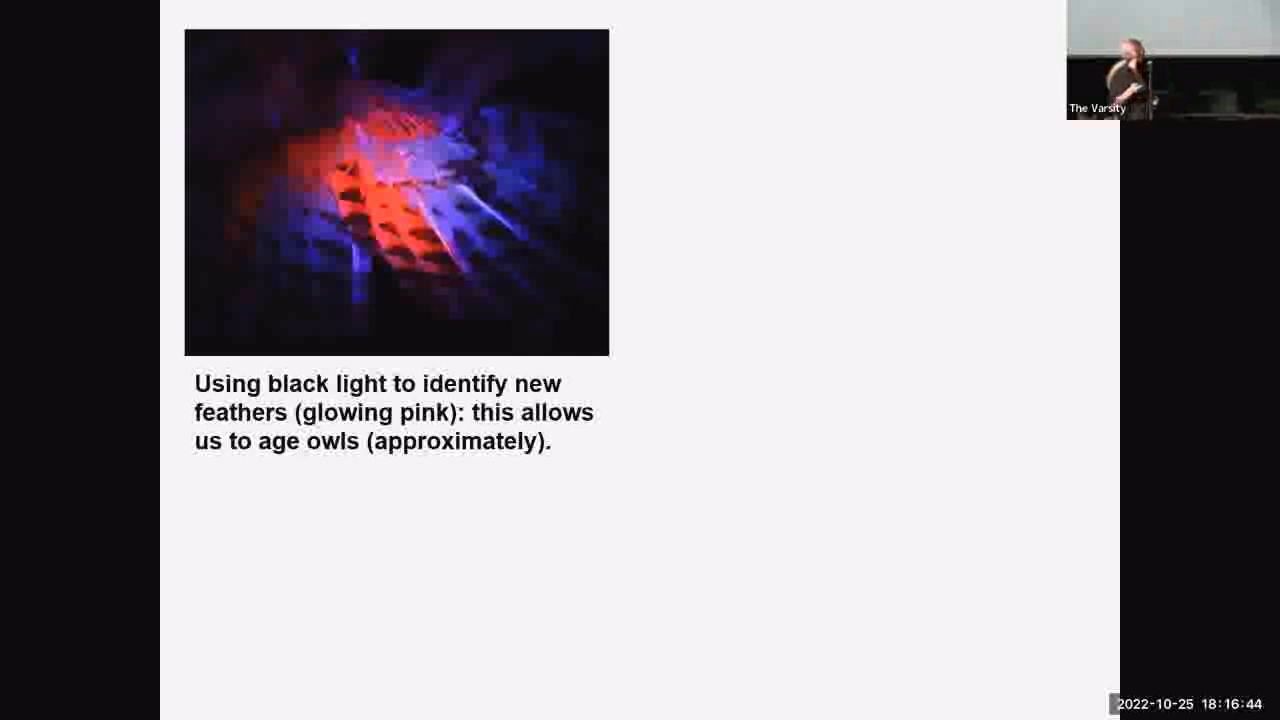 The Varsity
Using black light to identify new
feathers (glowing pink): this allows
us to age owls (approximately).
2022-10-25 18:16:44